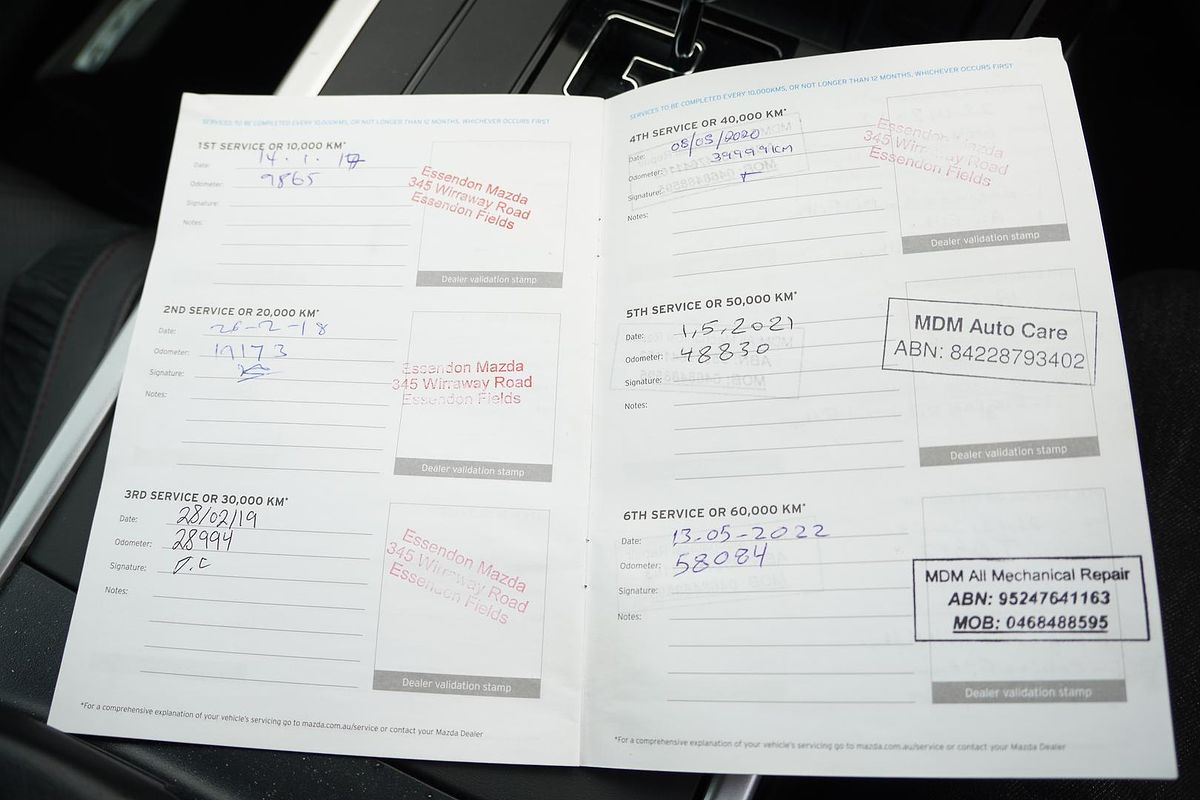 SERVICES TO BE COMPLETED EVERY 10,000KMS, OR NOT LONGER THAN 12 MONTHS, WHICHEVER OCCURS FIRST
1ST SERVICE OR 10,000 KM*
Date: 14.1.17
Odometer: 9865
Signature:
Notes:
Essendon Mazda
345 Wirraway Road
Essendon Fields
Dealer validation stamp
2ND SERVICE OR 20,000 KM*
Date: 26-2-18
Odometer: 19173
Signature:
Notes:
Essendon Mazda
345 Wirraway Road
Essendon Fields
Dealer validation stamp
3RD SERVICE OR 30,000 KM*
Date: 28/02/19
Odometer: 28994
Signature:
Notes:
Essendon Mazda
345 Wirraway Road
Essendon Fields
Dealer validation stamp
*For a comprehensive explanation of your vehicle's servicing go to mazda.com.au/service or contact your Mazda Dealer
SERVICES TO BE COMPLETED EVERY 10,000KMS, OR NOT LONGER THAN 12 MONTHS, WHICHEVER OCCURS FIRST
4TH SERVICE OR 40,000 KM*
Date: 05/05/2020
Odometer: 39999km
Signature:
Notes:
Essendon Mazda
345 Wirraway Road
Essendon Fields
Dealer validation stamp
5TH SERVICE OR 50,000 KM*
Date: 1,5,2021
Odometer: 48830
Signature:
Notes:
MDM Auto Care
ABN: 84228793402
Dealer validation stamp
6TH SERVICE OR 60,000 KM*
Date: 13-05-2022
Odometer: 58084
Signature:
Notes:
MDM All Mechanical Repair
ABN: 95247641163
MOB: 0468488595
Dealer validation stamp
*For a comprehensive explanation of your vehicle's servicing go to mazda.com.au/service or contact your Mazda Dealer